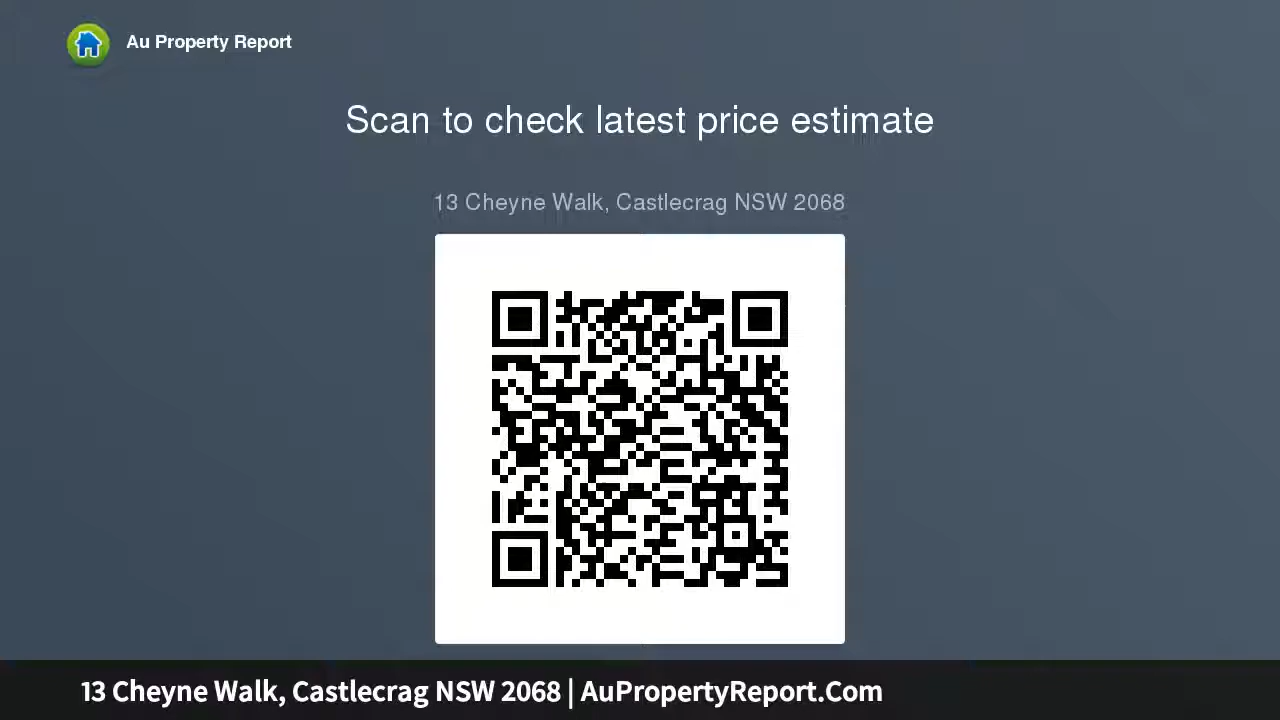 Au Property Report
Scan to check latest price estimate
13 Cheyne Walk, Castlecrag NSW 2068
13 Cheyne Walk, Castlecrag NSW 2068 | AuPropertyReport.Com